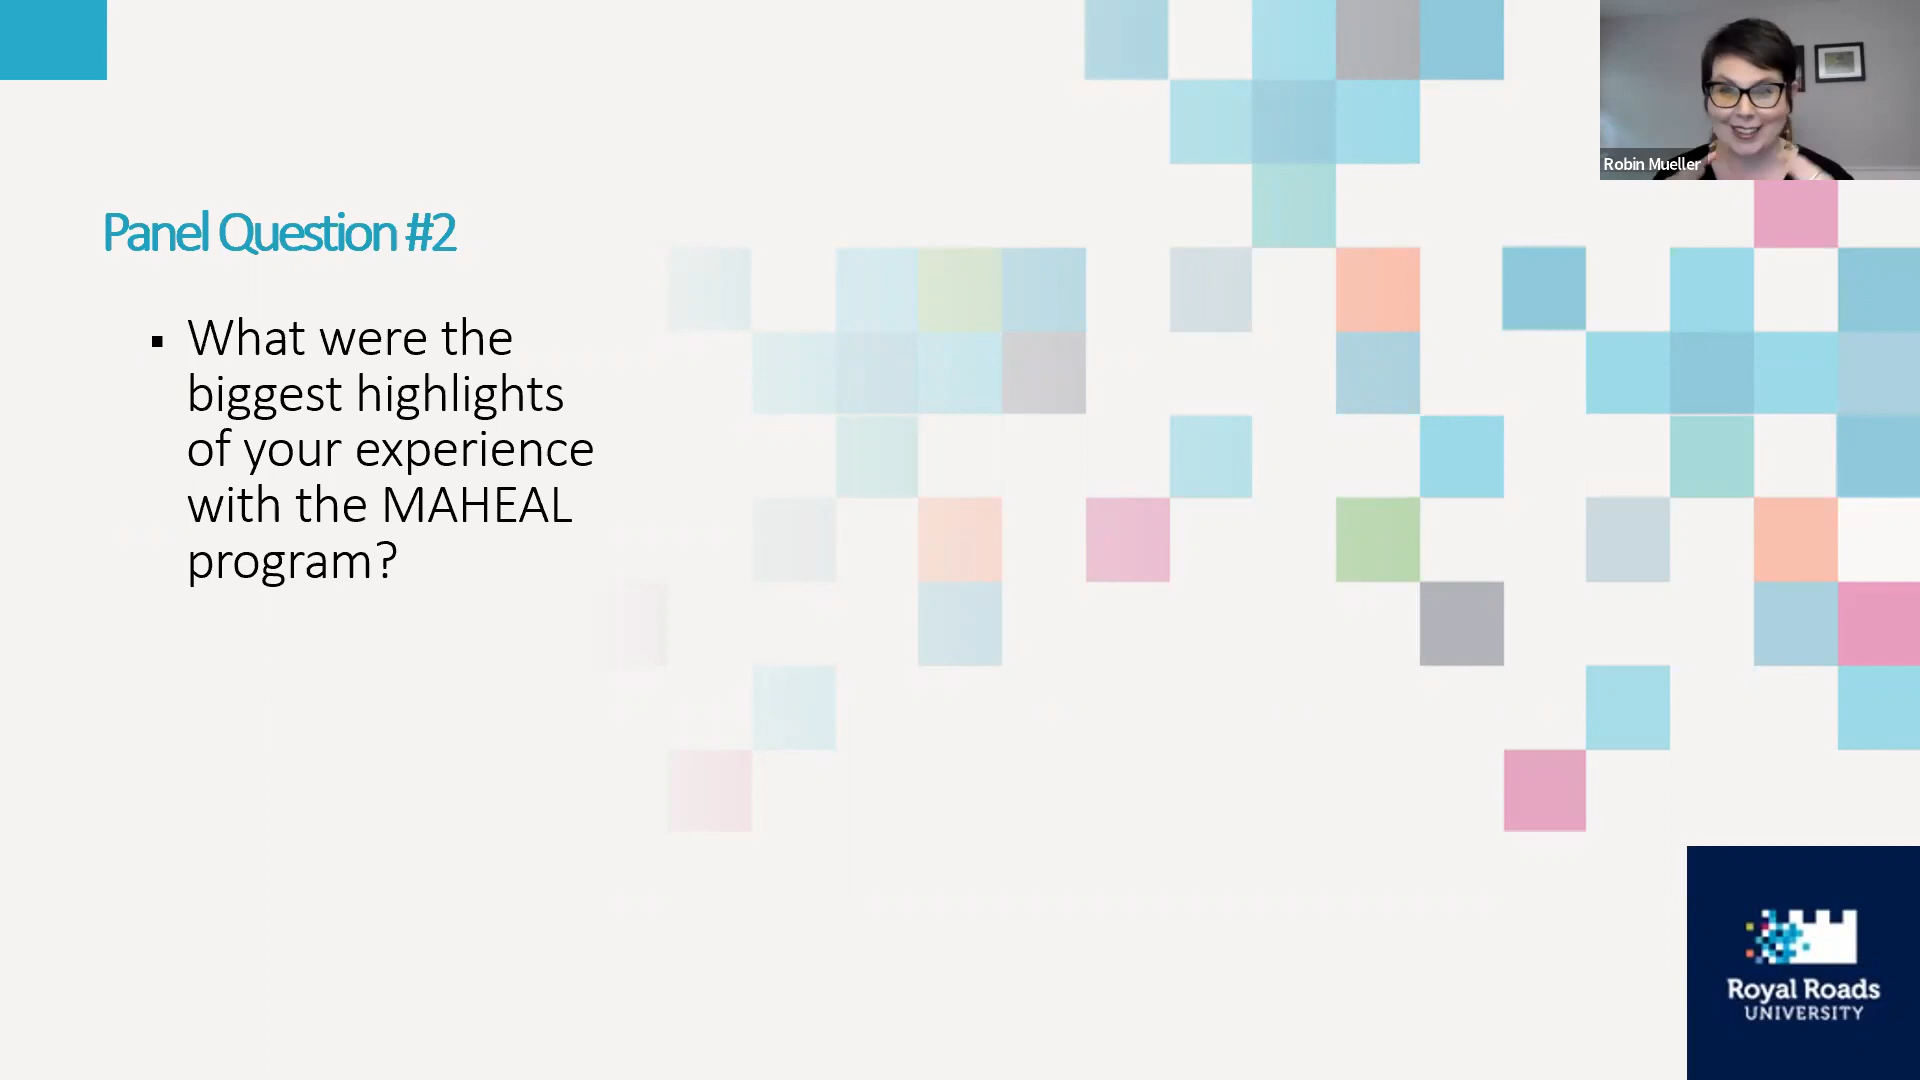 Robin Mueller
Panel Question #2
▪ What were the
biggest highlights
of your experience
with the MAHEAL
program?
Royal Roads
UNIVERSITY